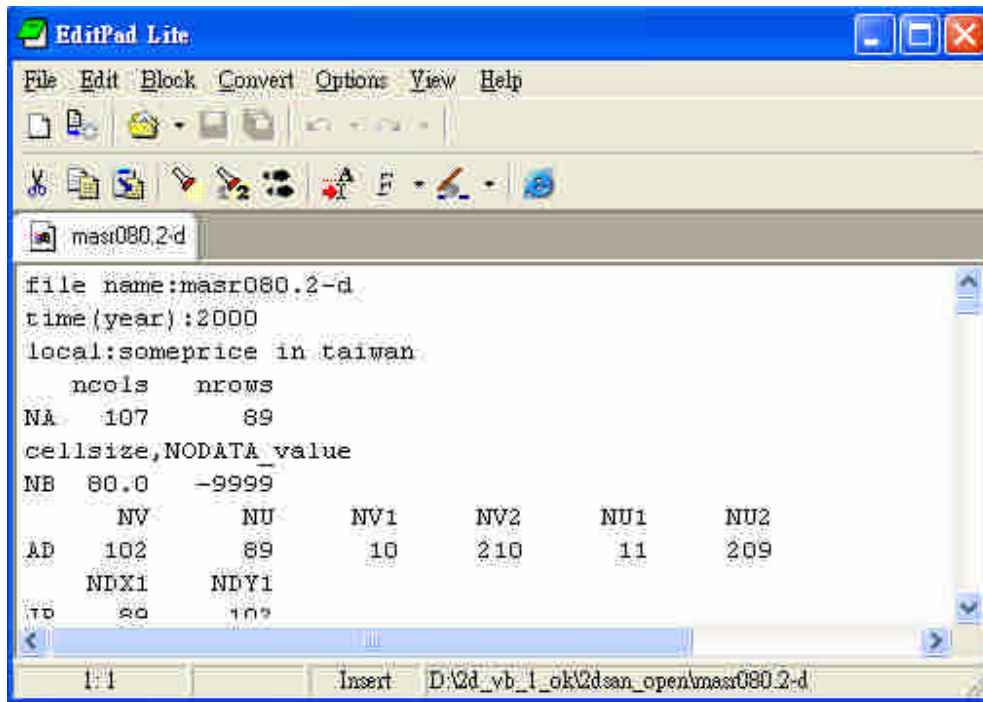 EditPad Lite
File Edit Block Convert Options View Help
masr080.2-d
file name:masr080.2-d
time(year):2000
local:someprice in taiwan
ncols nrows
NA 107 89
cellsize,NODATA_value
NB 80.0 -9999
NV NU NV1 NV2 NU1 NU2
AD 102 89 10 210 11 209
NDX1 NDY1
89 102
1: 1 Insert D:\2d_vb_1_ok\2dsan_open\masr080.2-d